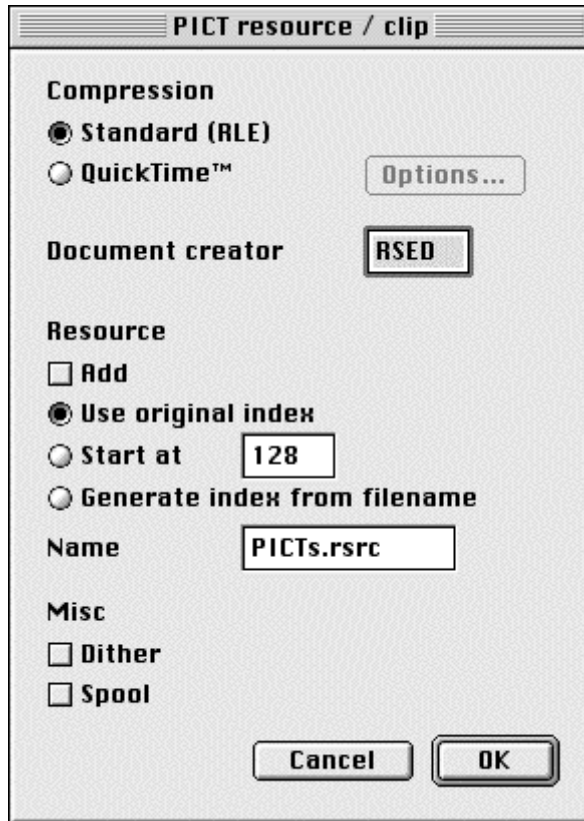 PICT resource / clip
Compression
Standard (RLE)
QuickTime™ Options...
Document creator RSED
Resource
Add
Use original index
Start at 128
Generate index from filename
Name PICTs.rsrc
Misc
Dither
Spool
Cancel OK